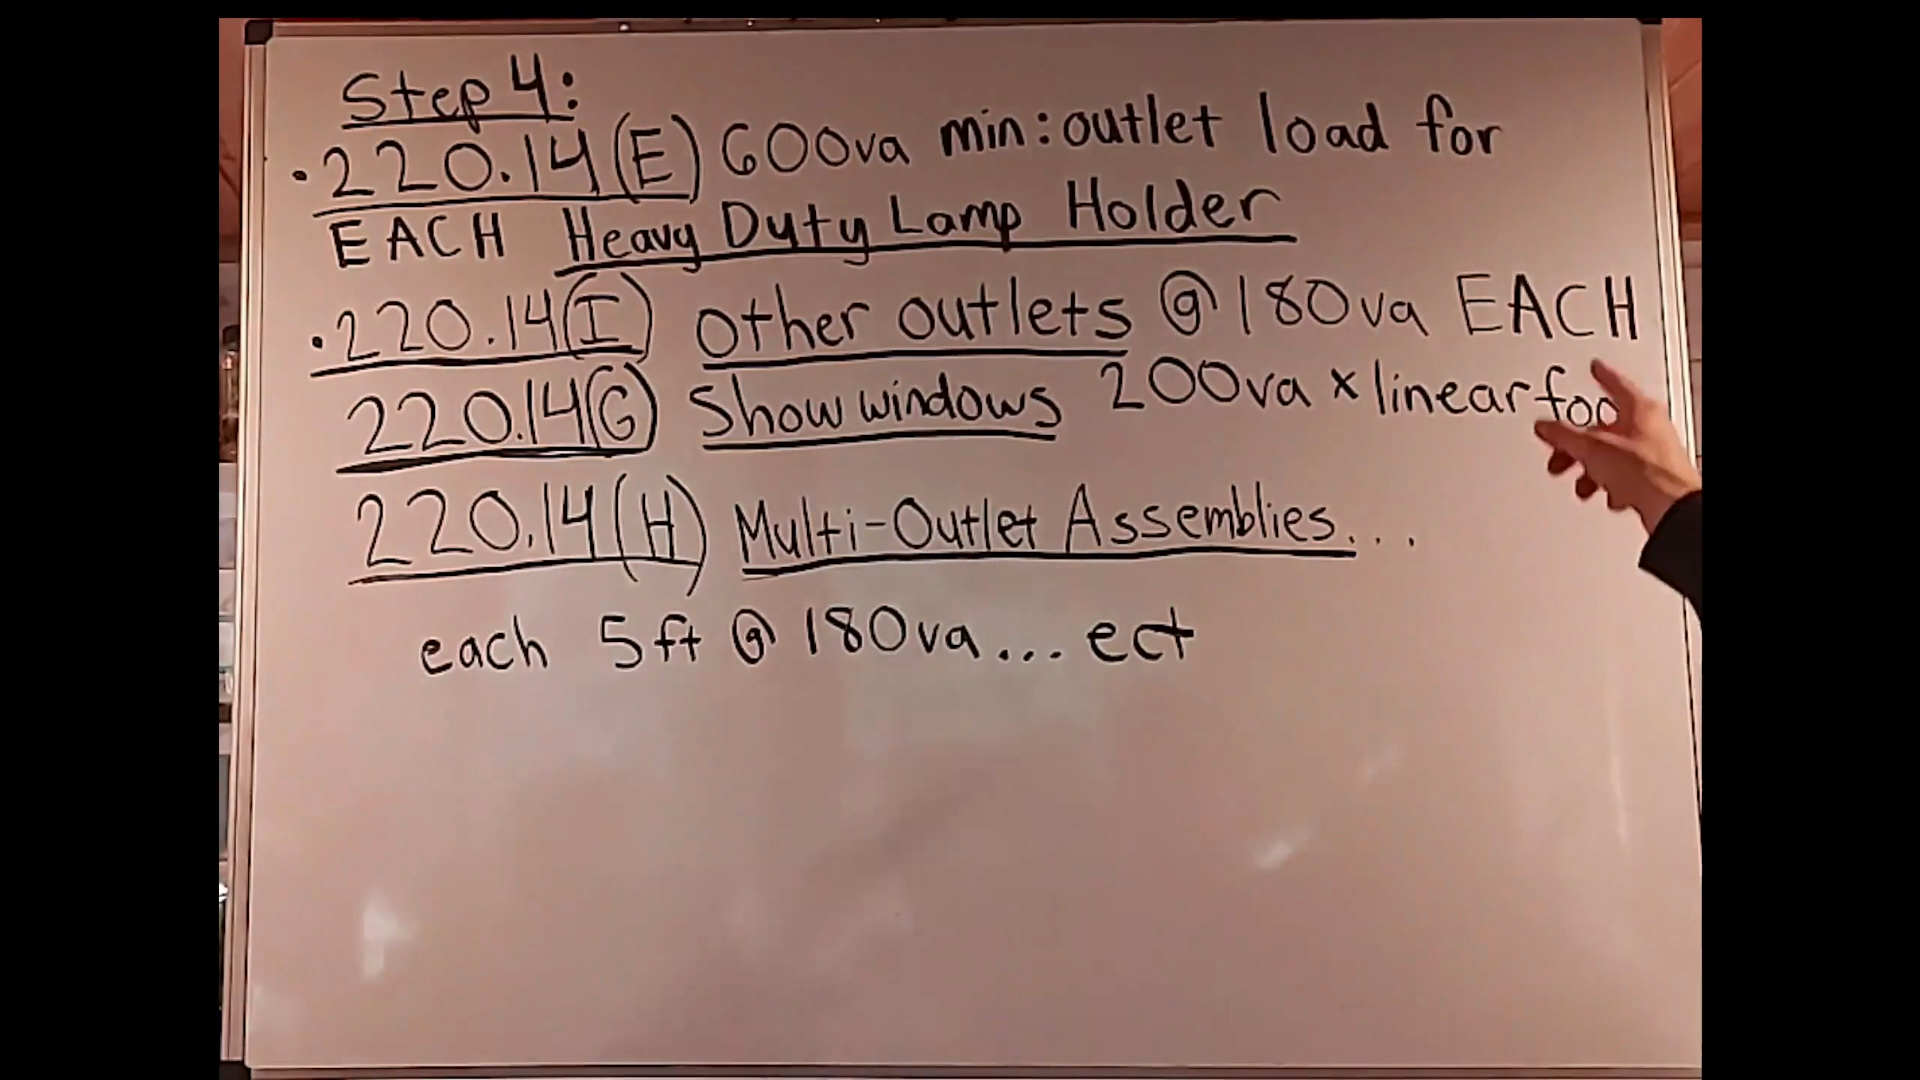 Step 4:
.220.14(E) 600va min: outlet load for
EACH Heavy Duty Lamp Holder
.220.14(I) other outlets @ 180va EACH
220.14(G) Show windows 200va x linear
220.14(H) Multi-Outlet Assemblies...
each 5ft @ 180va... ect